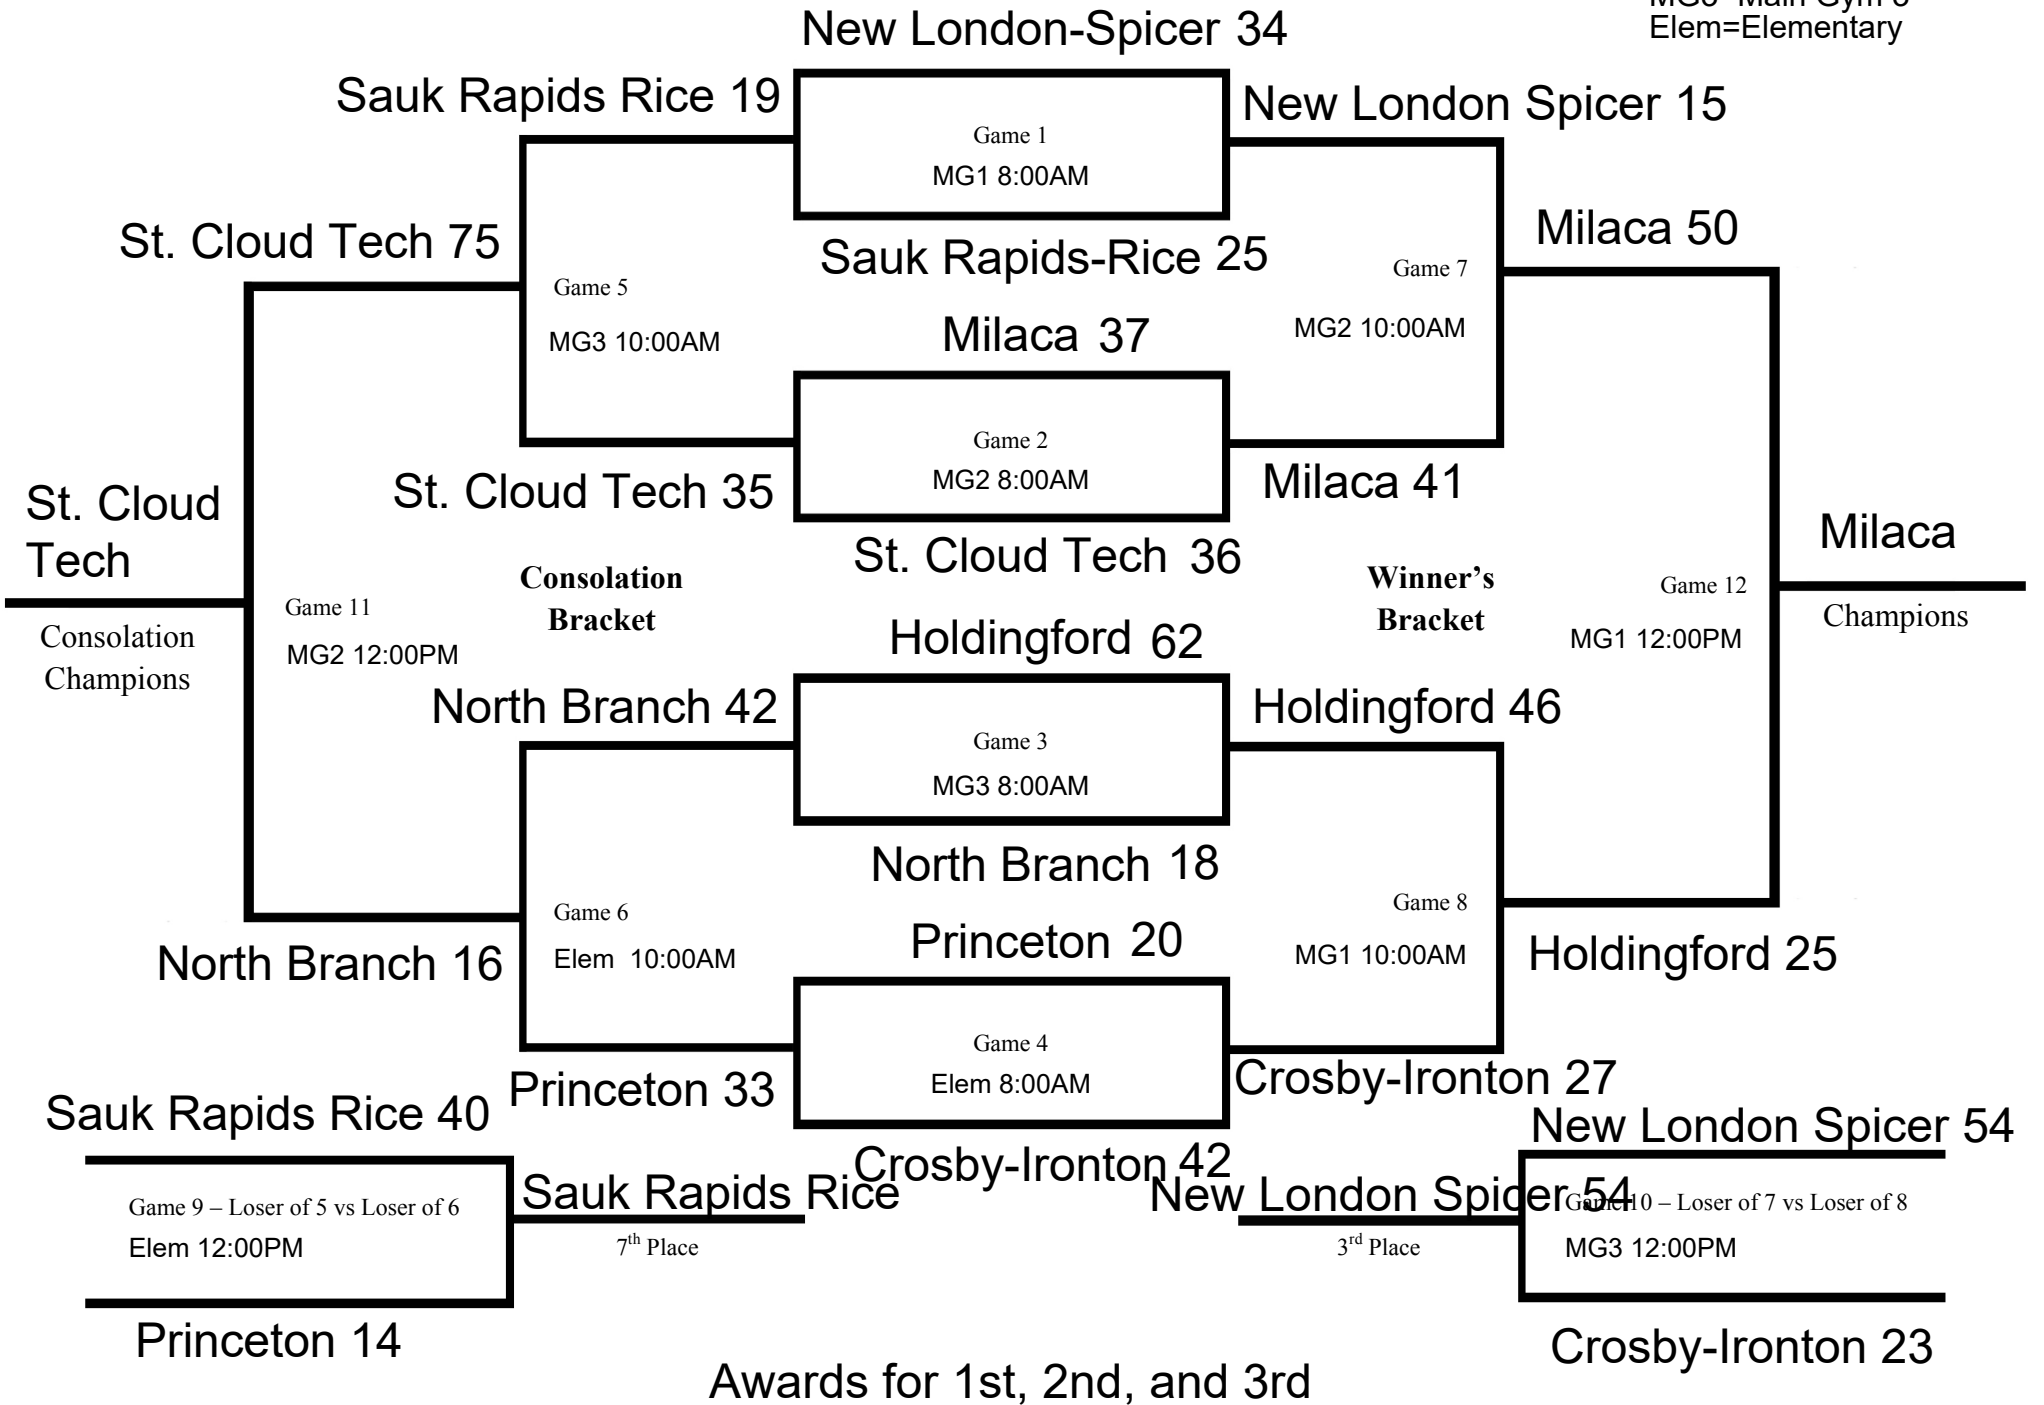 MG3=Main Gym 3
Elem=Elementary
New London-Spicer 34
Sauk Rapids Rice 19
New London Spicer 15
Game 1
MG1 8:00AM
St. Cloud Tech 75
Milaca 50
Sauk Rapids-Rice 25
Game 5
MG3 10:00AM
Game 7
MG2 10:00AM
Milaca 37
Game 2
MG2 8:00AM
St. Cloud Tech 35
Milaca 41
St. Cloud
Tech
St. Cloud Tech 36
Milaca
Consolation
Bracket
Winner’s
Bracket
Game 11
MG2 12:00PM
Game 12
MG1 12:00PM
Consolation
Champions
Champions
Holdingford 62
North Branch 42
Holdingford 46
Game 3
MG3 8:00AM
North Branch 18
Game 6
Elem 10:00AM
Game 8
MG1 10:00AM
Princeton 20
North Branch 16
Holdingford 25
Game 4
Elem 8:00AM
Princeton 33
Crosby-Ironton 27
Sauk Rapids Rice 40
New London Spicer 54
Crosby-Ironton 42
Sauk Rapids Rice
New London Spicer 54
Game 9 – Loser of 5 vs Loser of 6
Elem 12:00PM
7th Place
3rd Place
Game 10 – Loser of 7 vs Loser of 8
MG3 12:00PM
Princeton 14
Crosby-Ironton 23
Awards for 1st, 2nd, and 3rd